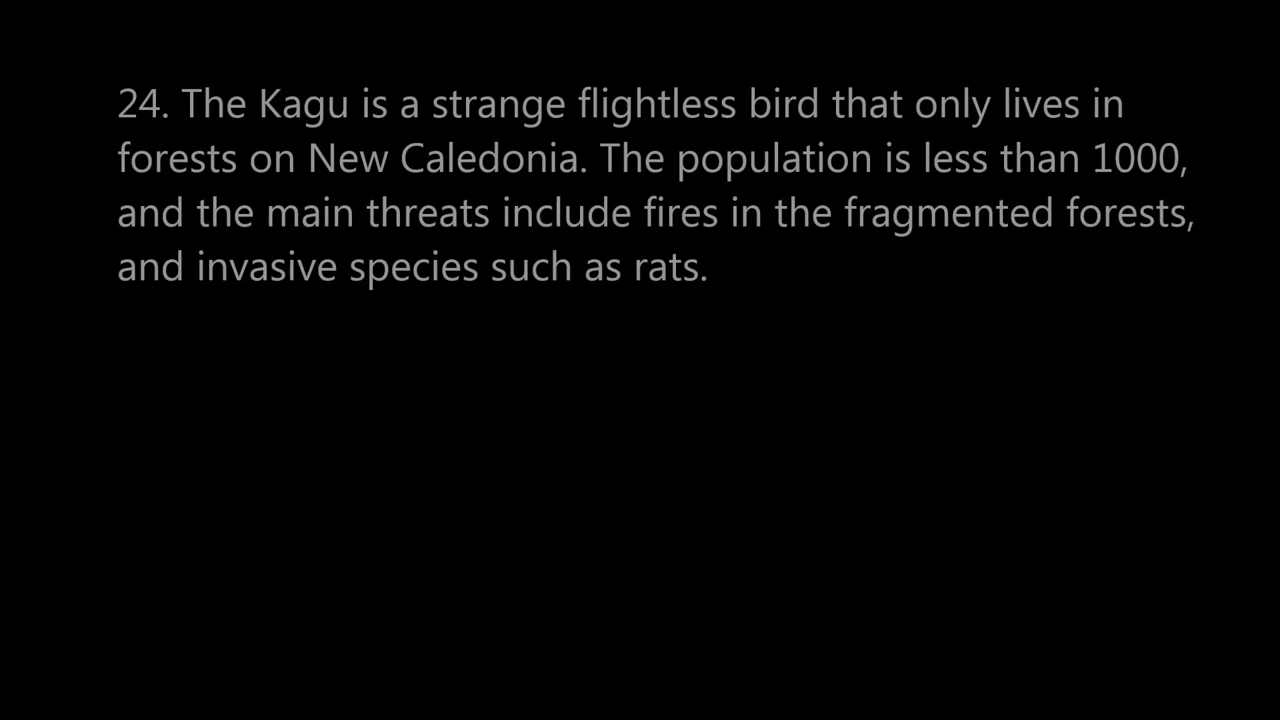 24. The Kagu is a strange flightless bird that only lives in
forests on New Caledonia. The population is less than 1000,
and the main threats include fires in the fragmented forests,
and invasive species such as rats.